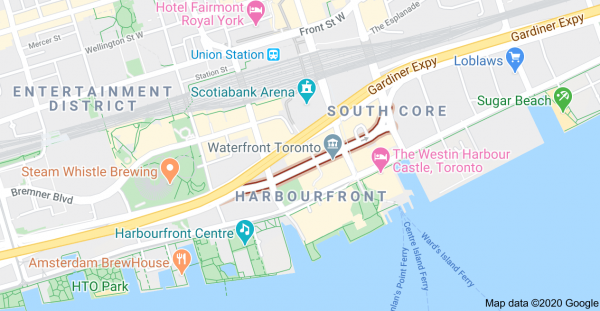 Hotel Fairmont
Royal York
Front St W
The Esplanade
Mercer St
Wellington St W
Union Station
Gardiner Expy
Loblaws
Station St
Gardiner Expy
ENTERTAINMENT
DISTRICT
Scotiabank Arena
SOUTH CORE
Sugar Beach
Waterfront Toronto
The Westin Harbour
Castle, Toronto
Steam Whistle Brewing
Bremner Blvd
HARBOURFRONT
Harbourfront Centre
Amsterdam BrewHouse
HTO Park
Centre Island Ferry
Ward's Island Ferry
Point Ferry
Map data ©2020 Google